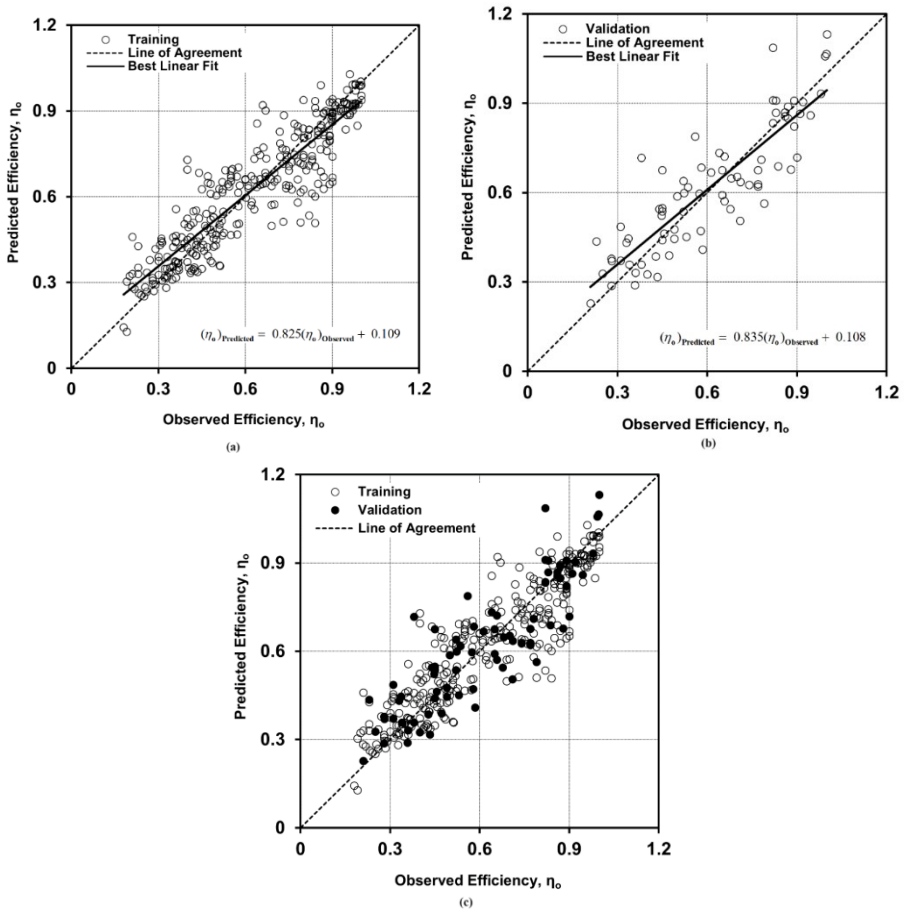 1.2
0.9
0.6
0.3
0
0
0.3
0.6
0.9
1.2
Predicted Efficiency, ηo
Training
Line of Agreement
Best Linear Fit
(ηo)Predicted = 0.825(ηo)Observed + 0.109
Observed Efficiency, ηo
(a)
1.2
0.9
0.6
0.3
0
0
0.3
0.6
0.9
1.2
Predicted Efficiency, ηo
Validation
Line of Agreement
Best Linear Fit
(ηo)Predicted = 0.835(ηo)Observed + 0.108
Observed Efficiency, ηo
(b)
1.2
0.9
0.6
0.3
0
0
0.3
0.6
0.9
1.2
Predicted Efficiency, ηo
Training
Validation
Line of Agreement
Observed Efficiency, ηo
(c)